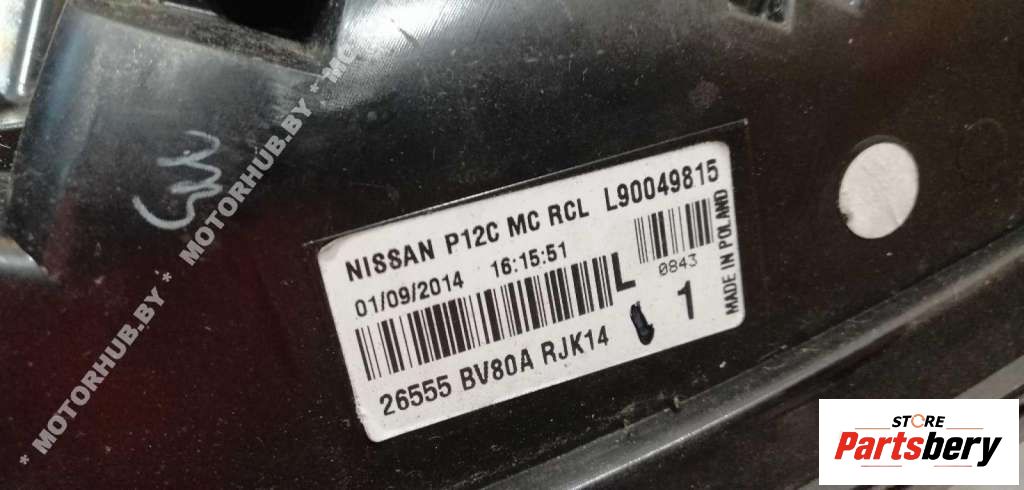 NISSAN P12C MC RCL L90049815
01/09/2014 16:15:51
L
0843
26555 BV80A RJK14
1
MADE IN POLAND
* MOTORHUB.BY * MOTORHUB.BY * MO
STORE
Partsbery